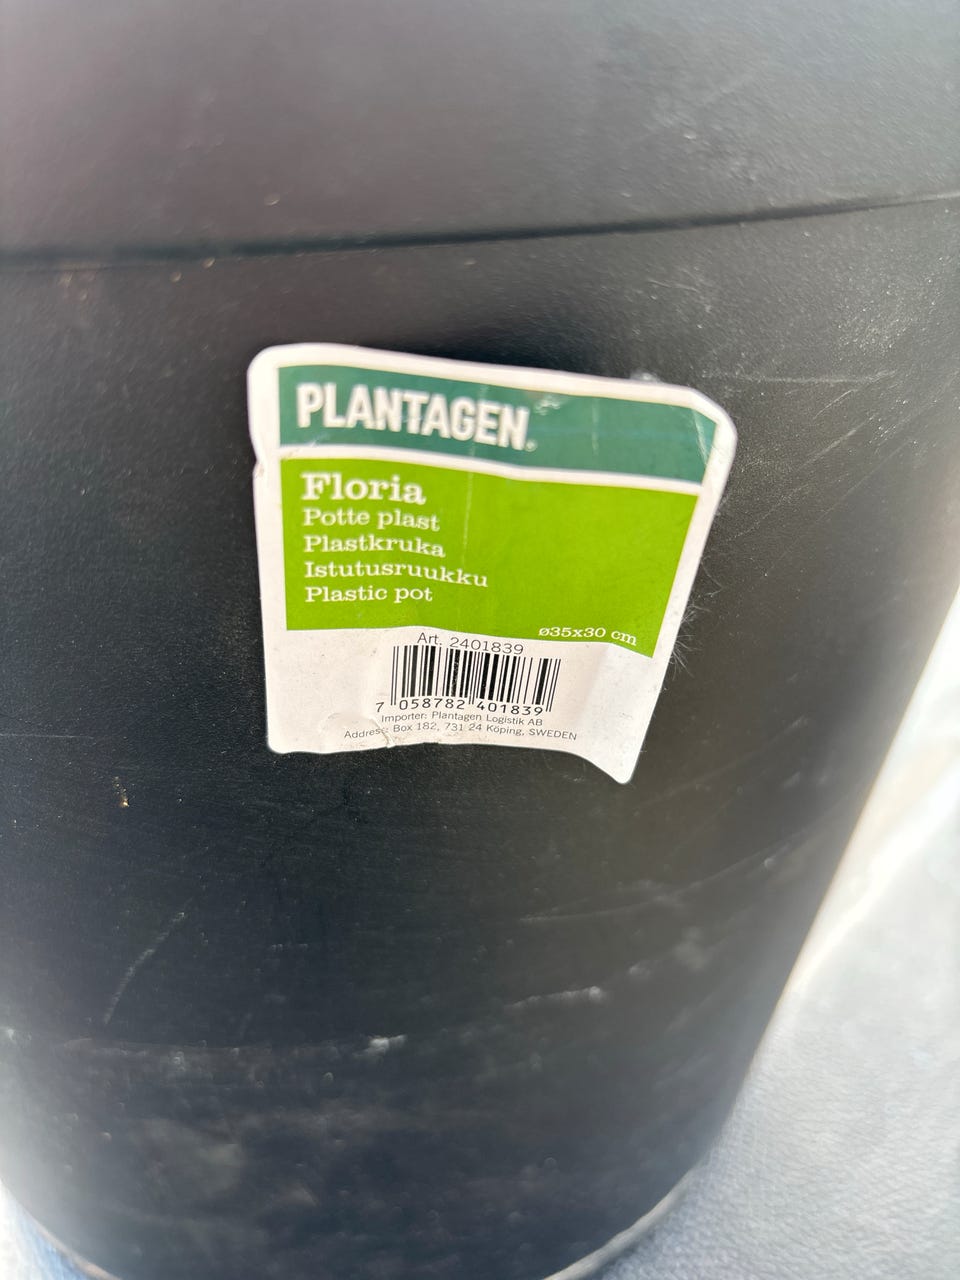 PLANTAGEN®
Floria
Potte plast
Plastkruka
Istutusruukku
Plastic pot
ø35x30 cm
Art. 2401839
7 058782 401839
Importer: Plantagen Logistik AB
Address: Box 182, 731 24 Köping, SWEDEN